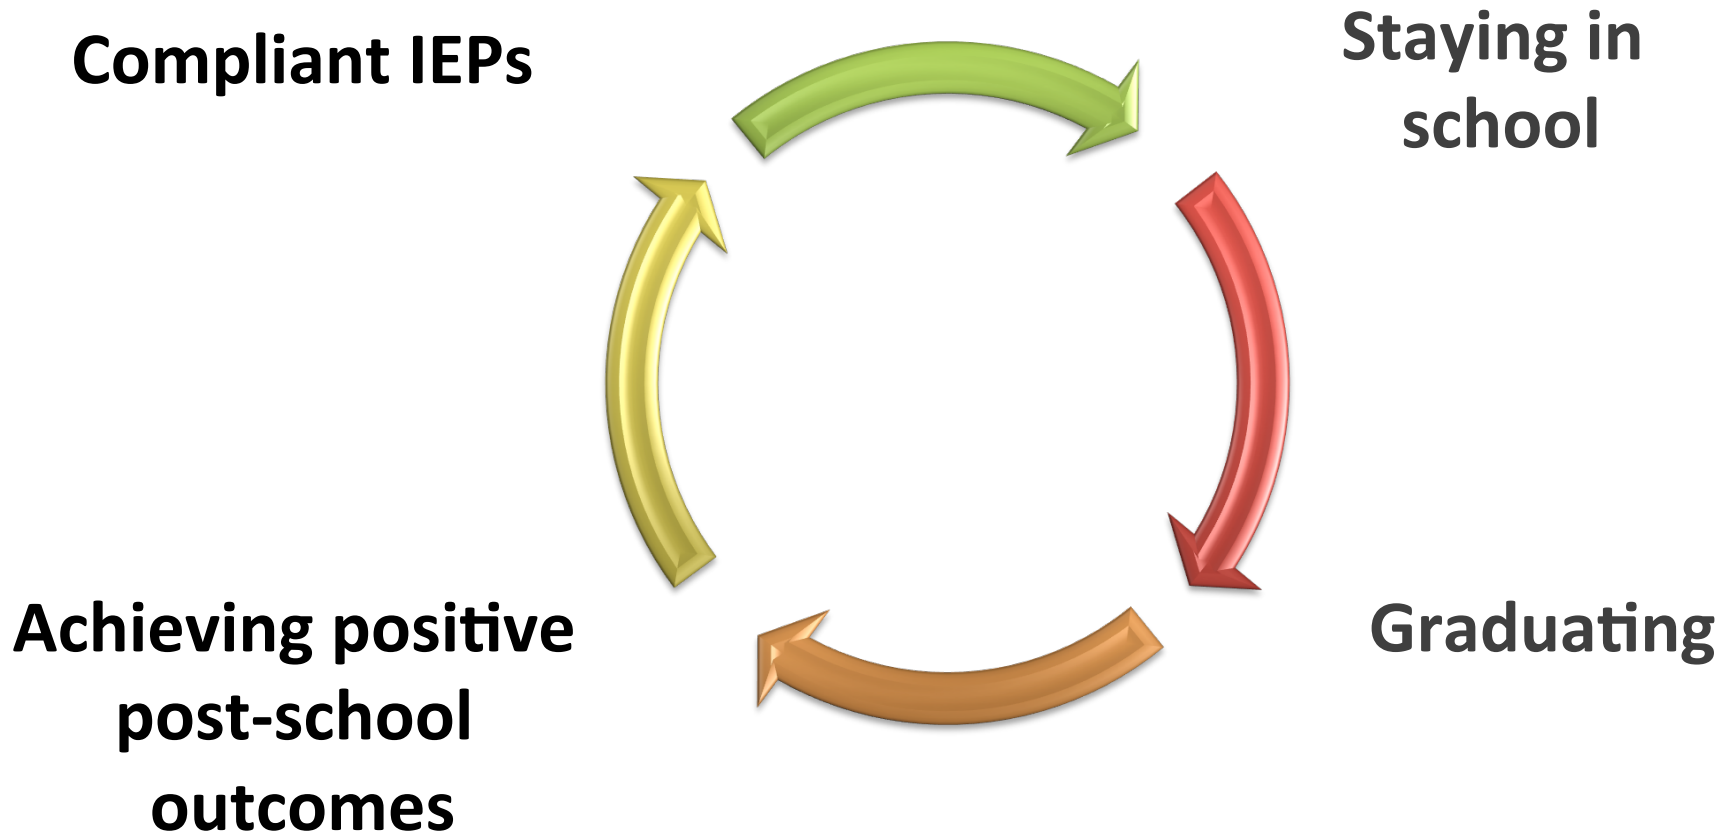 Compliant IEPs
Staying in
school
Achieving positive
post-school
outcomes
Graduating